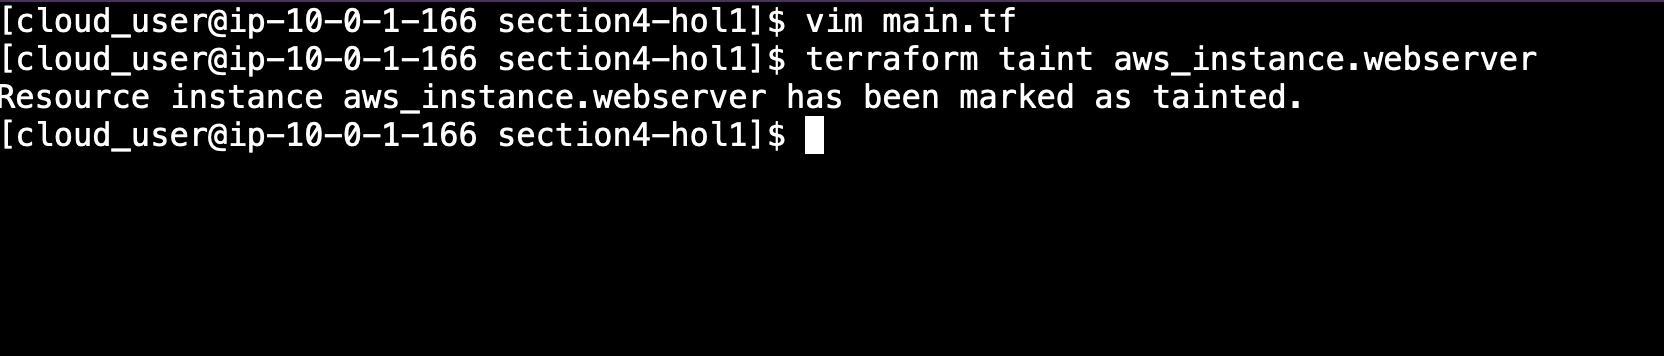 [cloud_user@ip-10-0-1-166 section4-hol1]$ vim main.tf
[cloud_user@ip-10-0-1-166 section4-hol1]$ terraform taint aws_instance.webserver
Resource instance aws_instance.webserver has been marked as tainted.
[cloud_user@ip-10-0-1-166 section4-hol1]$